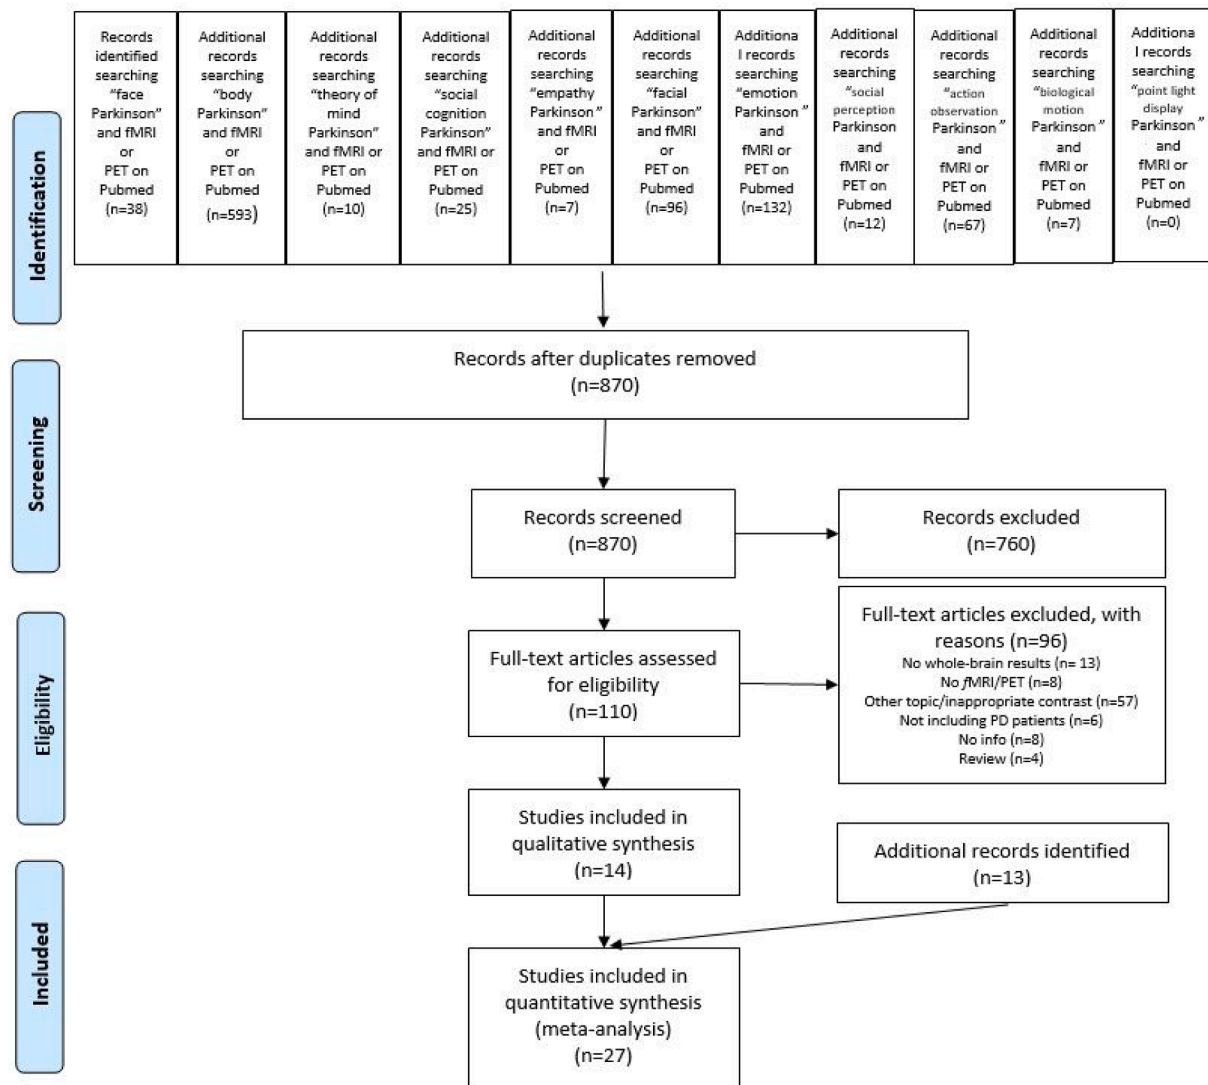 Records
identified
searching
“face
Parkinson”
and fMRI
or
PET on
Pubmed
(n=38)
Additional
records
searching
“body
Parkinson”
and fMRI
or
PET on
Pubmed
(n=593)
Additional
records
searching
“theory of
mind
Parkinson”
and fMRI or
PET on
Pubmed
(n=10)
Additional
records
searching
“social
cognition
Parkinson”
and fMRI or
PET on
Pubmed
(n=25)
Additional
records
searching
“empathy
Parkinson”
and fMRI
or
PET on
Pubmed
(n=7)
Additional
records
searching
“facial
Parkinson”
and fMRI
or
PET on
Pubmed
(n=96)
Additiona
l records
searching
“emotion
Parkinson”
and
fMRI or
PET on
Pubmed
(n=132)
Additional
records
searching
“social
perception
Parkinson
and
fMRI or
PET on
Pubmed
(n=12)
Additional
records
searching
“action
observation
Parkinson”
and
fMRI or
PET on
Pubmed
(n=67)
Additional
records
searching
“biological
motion
Parkinson”
and
fMRI or
PET on
Pubmed
(n=7)
Additiona
l records
searching
“point light
display
Parkinson”
and
fMRI or
PET on
Pubmed
(n=0)
Identification
Records after duplicates removed
(n=870)
Screening
Records screened
(n=870)
Records excluded
(n=760)
Eligibility
Full-text articles assessed
for eligibility
(n=110)
Full-text articles excluded, with
reasons (n=96)
No whole-brain results (n= 13)
No fMRI/PET (n=8)
Other topic/inappropriate contrast (n=57)
Not including PD patients (n=6)
No info (n=8)
Review (n=4)
Studies included in
qualitative synthesis
(n=14)
Additional records identified
(n=13)
Included
Studies included in
quantitative synthesis
(meta-analysis)
(n=27)